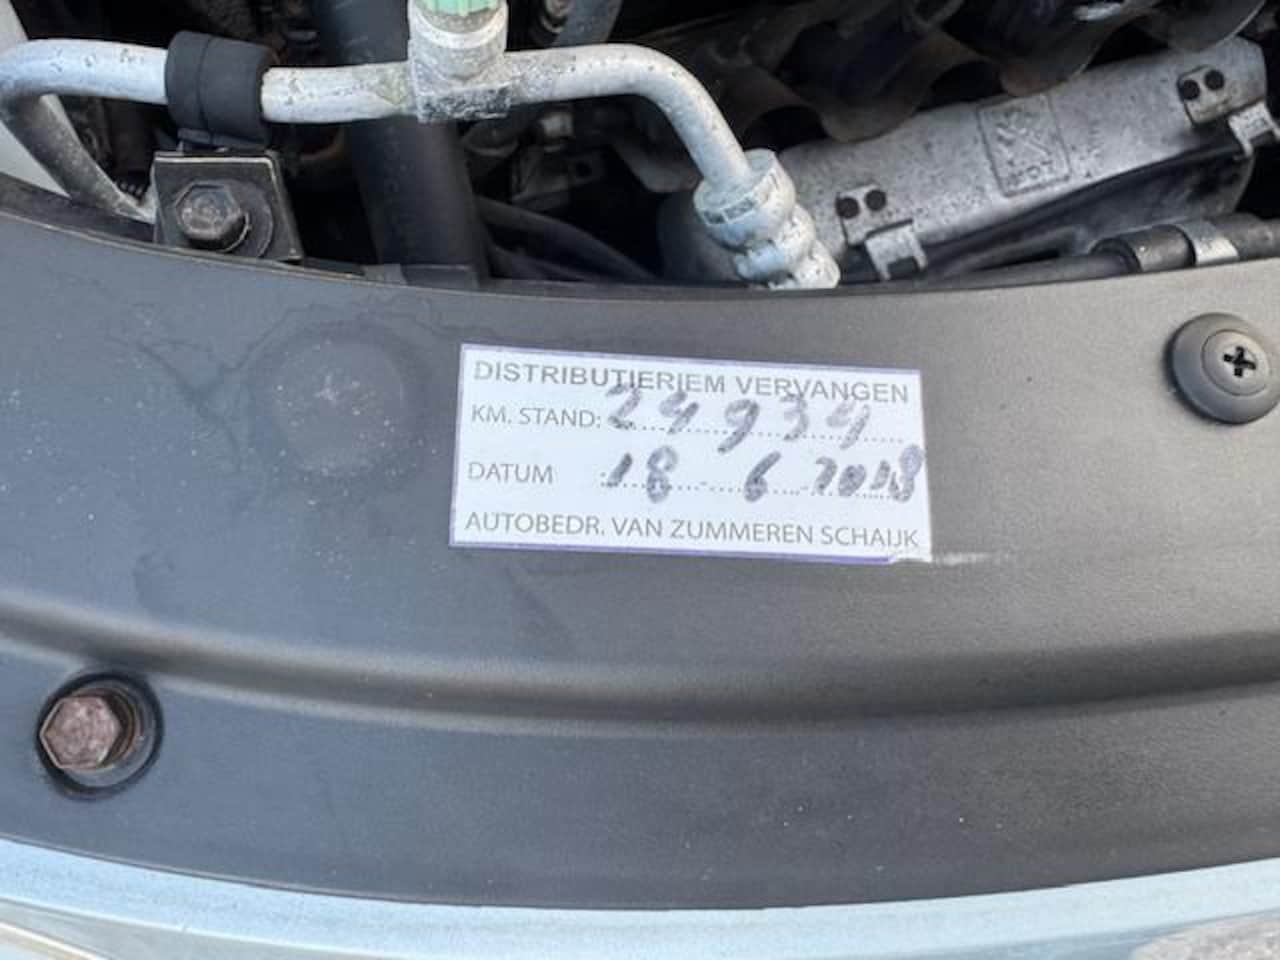 DISTRIBUTIERIEM VERVANGEN
KM. STAND: 24934
DATUM 18 - 6 - 2018
AUTOBEDR. VAN ZUMMEREN SCHAIJK